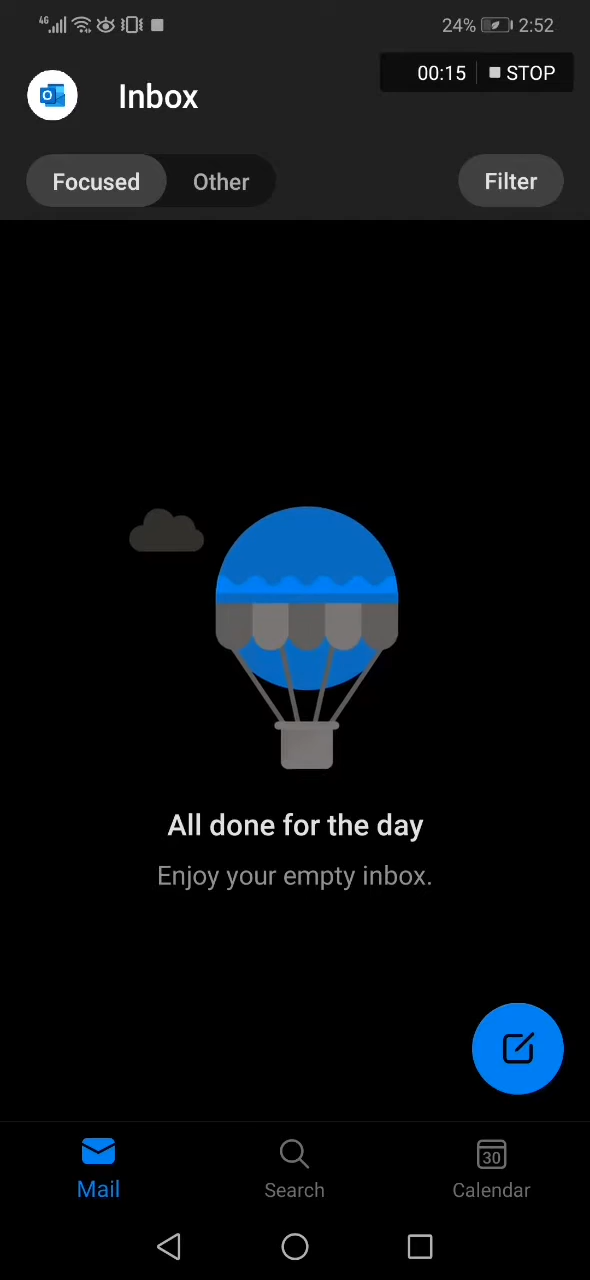 4G 24% 2:52
00:15 STOP
Inbox
Focused Other Filter
All done for the day
Enjoy your empty inbox.
30
Mail Search Calendar